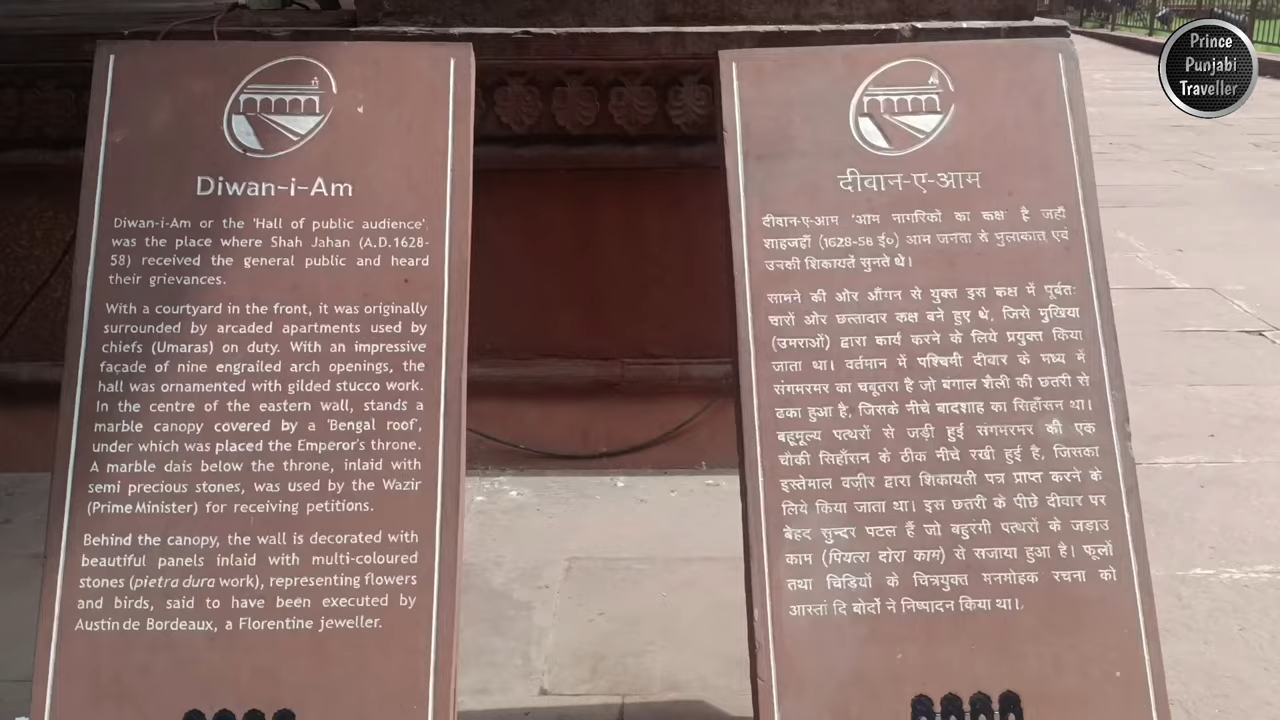 Diwan-i-Am
Diwan-i-Am or the 'Hall of public audience'
was the place where Shah Jahan (A.D.1628-
58) received the general public and heard
their grievances.
With a courtyard in the front, it was originally
surrounded by arcaded apartments used by
chiefs (Umaras) on duty. With an impressive
façade of nine engrailed arch openings, the
hall was ornamented with gilded stucco work.
In the centre of the eastern wall, stands a
marble canopy covered by a 'Bengal roof',
under which was placed the Emperor's throne.
A marble dais below the throne, inlaid with
semi precious stones, was used by the Wazir
(Prime Minister) for receiving petitions.
Behind the canopy, the wall is decorated with
beautiful panels inlaid with multi-coloured
stones (pietra dura work), representing flowers
and birds, said to have been executed by
Austin de Bordeaux, a Florentine jeweller.
दीवान-ए-आम
दीवान-ए-आम 'आम नागरिको का कक्ष' है जहाँ
शाहजहाँ (1628-58 ई०) आम जनता से मुलाकात एवं
उनकी शिकायतें सुनते थे।
सामने की ओर आँगन से युक्त इस कक्ष में पूर्वतः
चारों ओर छत्तादार कक्ष बने हुए थे, जिसे मुखिया
(उमराओं) द्वारा कार्य करने के लिये प्रयुक्त किया
जाता था। वर्तमान में पश्चिमी दीवार के मध्य में
संगमरमर का चबूतरा है जो बंगाल शैली की छतरी से
ढका हुआ है, जिसके नीचे बादशाह का सिहाँसन था।
बहूमूल्य पत्थरों से जड़ी हुई संगमरमर की एक
चौकी सिहाँसन के ठीक नीचे रखी हुई है, जिसका
इस्तेमाल वज़ीर द्वारा शिकायती पत्र प्राप्त करने के
लिये किया जाता था। इस छतरी के पीछे दीवार पर
बेहद सुन्दर पटल हैं जो बहुरंगी पत्थरों के जड़ाउ
काम (पियत्रा दोरा काम) से सजाया हुआ है। फूलों
तथा चिड़ियों के चित्रयुक्त मनमोहक रचना को
आस्तां दि बोर्दो ने निष्पादन किया था।
Prince
Punjabi
Traveller